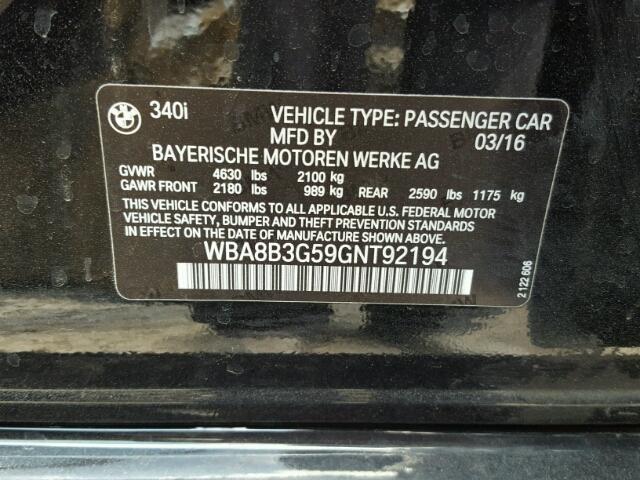 340i VEHICLE TYPE: PASSENGER CAR
MFD BY 03/16
BAYERISCHE MOTOREN WERKE AG
GVWR 4630 lbs 2100 kg
GAWR FRONT 2180 lbs 989 kg REAR 2590 lbs 1175 kg
THIS VEHICLE CONFORMS TO ALL APPLICABLE U.S. FEDERAL MOTOR
VEHICLE SAFETY, BUMPER AND THEFT PREVENTION STANDARDS
IN EFFECT ON THE DATE OF MANUFACTURE SHOWN ABOVE.
WBA8B3G59GNT92194
2 122 606